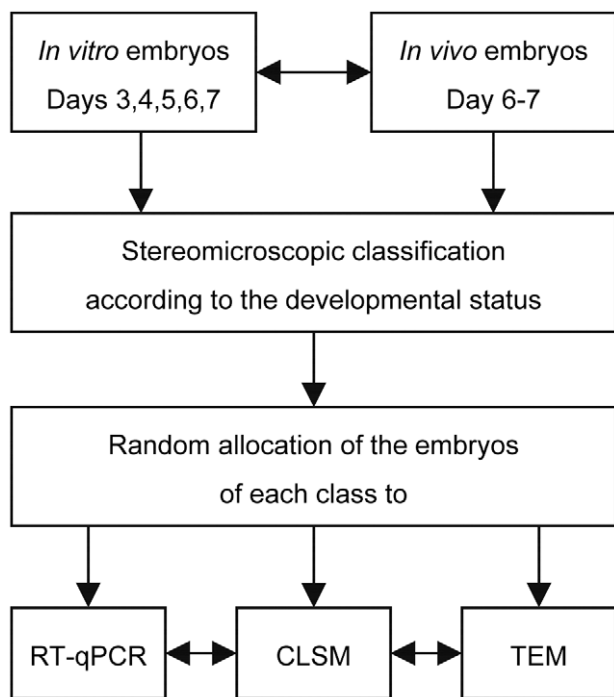 In vitro embryos
Days 3,4,5,6,7
In vivo embryos
Day 6-7
Stereomicroscopic classification
according to the developmental status
Random allocation of the embryos
of each class to
RT-qPCR
CLSM
TEM